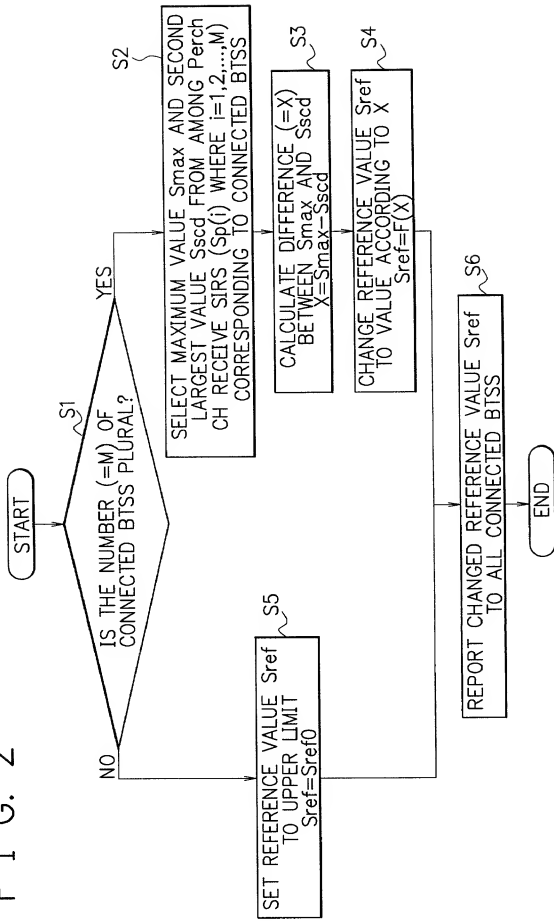 F I G. 2
START
S1
IS THE NUMBER (=M) OF
CONNECTED BTSS PLURAL?
NO
YES
S2
SELECT MAXIMUM VALUE Smax AND SECOND
LARGEST VALUE Sscd FROM AMONG Perch
CH RECEIVE SIRS (Sp(i) WHERE i=1,2,...,M)
CORRESPONDING TO CONNECTED BTSS
S3
CALCULATE DIFFERENCE (=X)
BETWEEN Smax AND Sscd
X=Smax-Sscd
S4
CHANGE REFERENCE VALUE Sref
TO VALUE ACCORDING TO X
Sref=F(X)
S5
SET REFERENCE VALUE Sref
TO UPPER LIMIT
Sref=Sref0
S6
REPORT CHANGED REFERENCE VALUE Sref
TO ALL CONNECTED BTSS
END